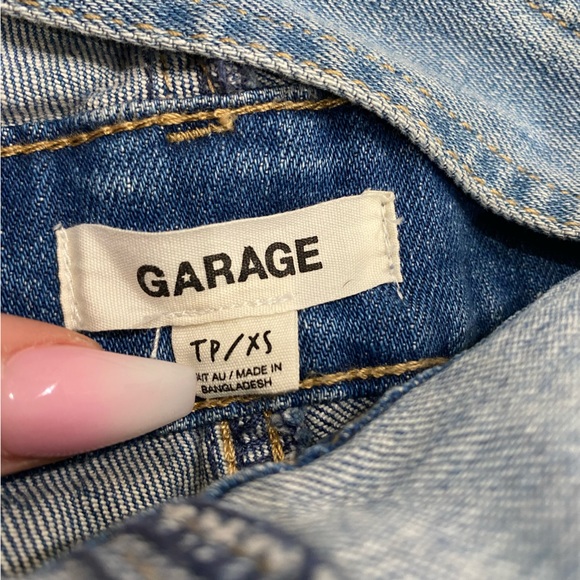 GARAGE
TP/XS
AU / MADE IN
BANGLADESH